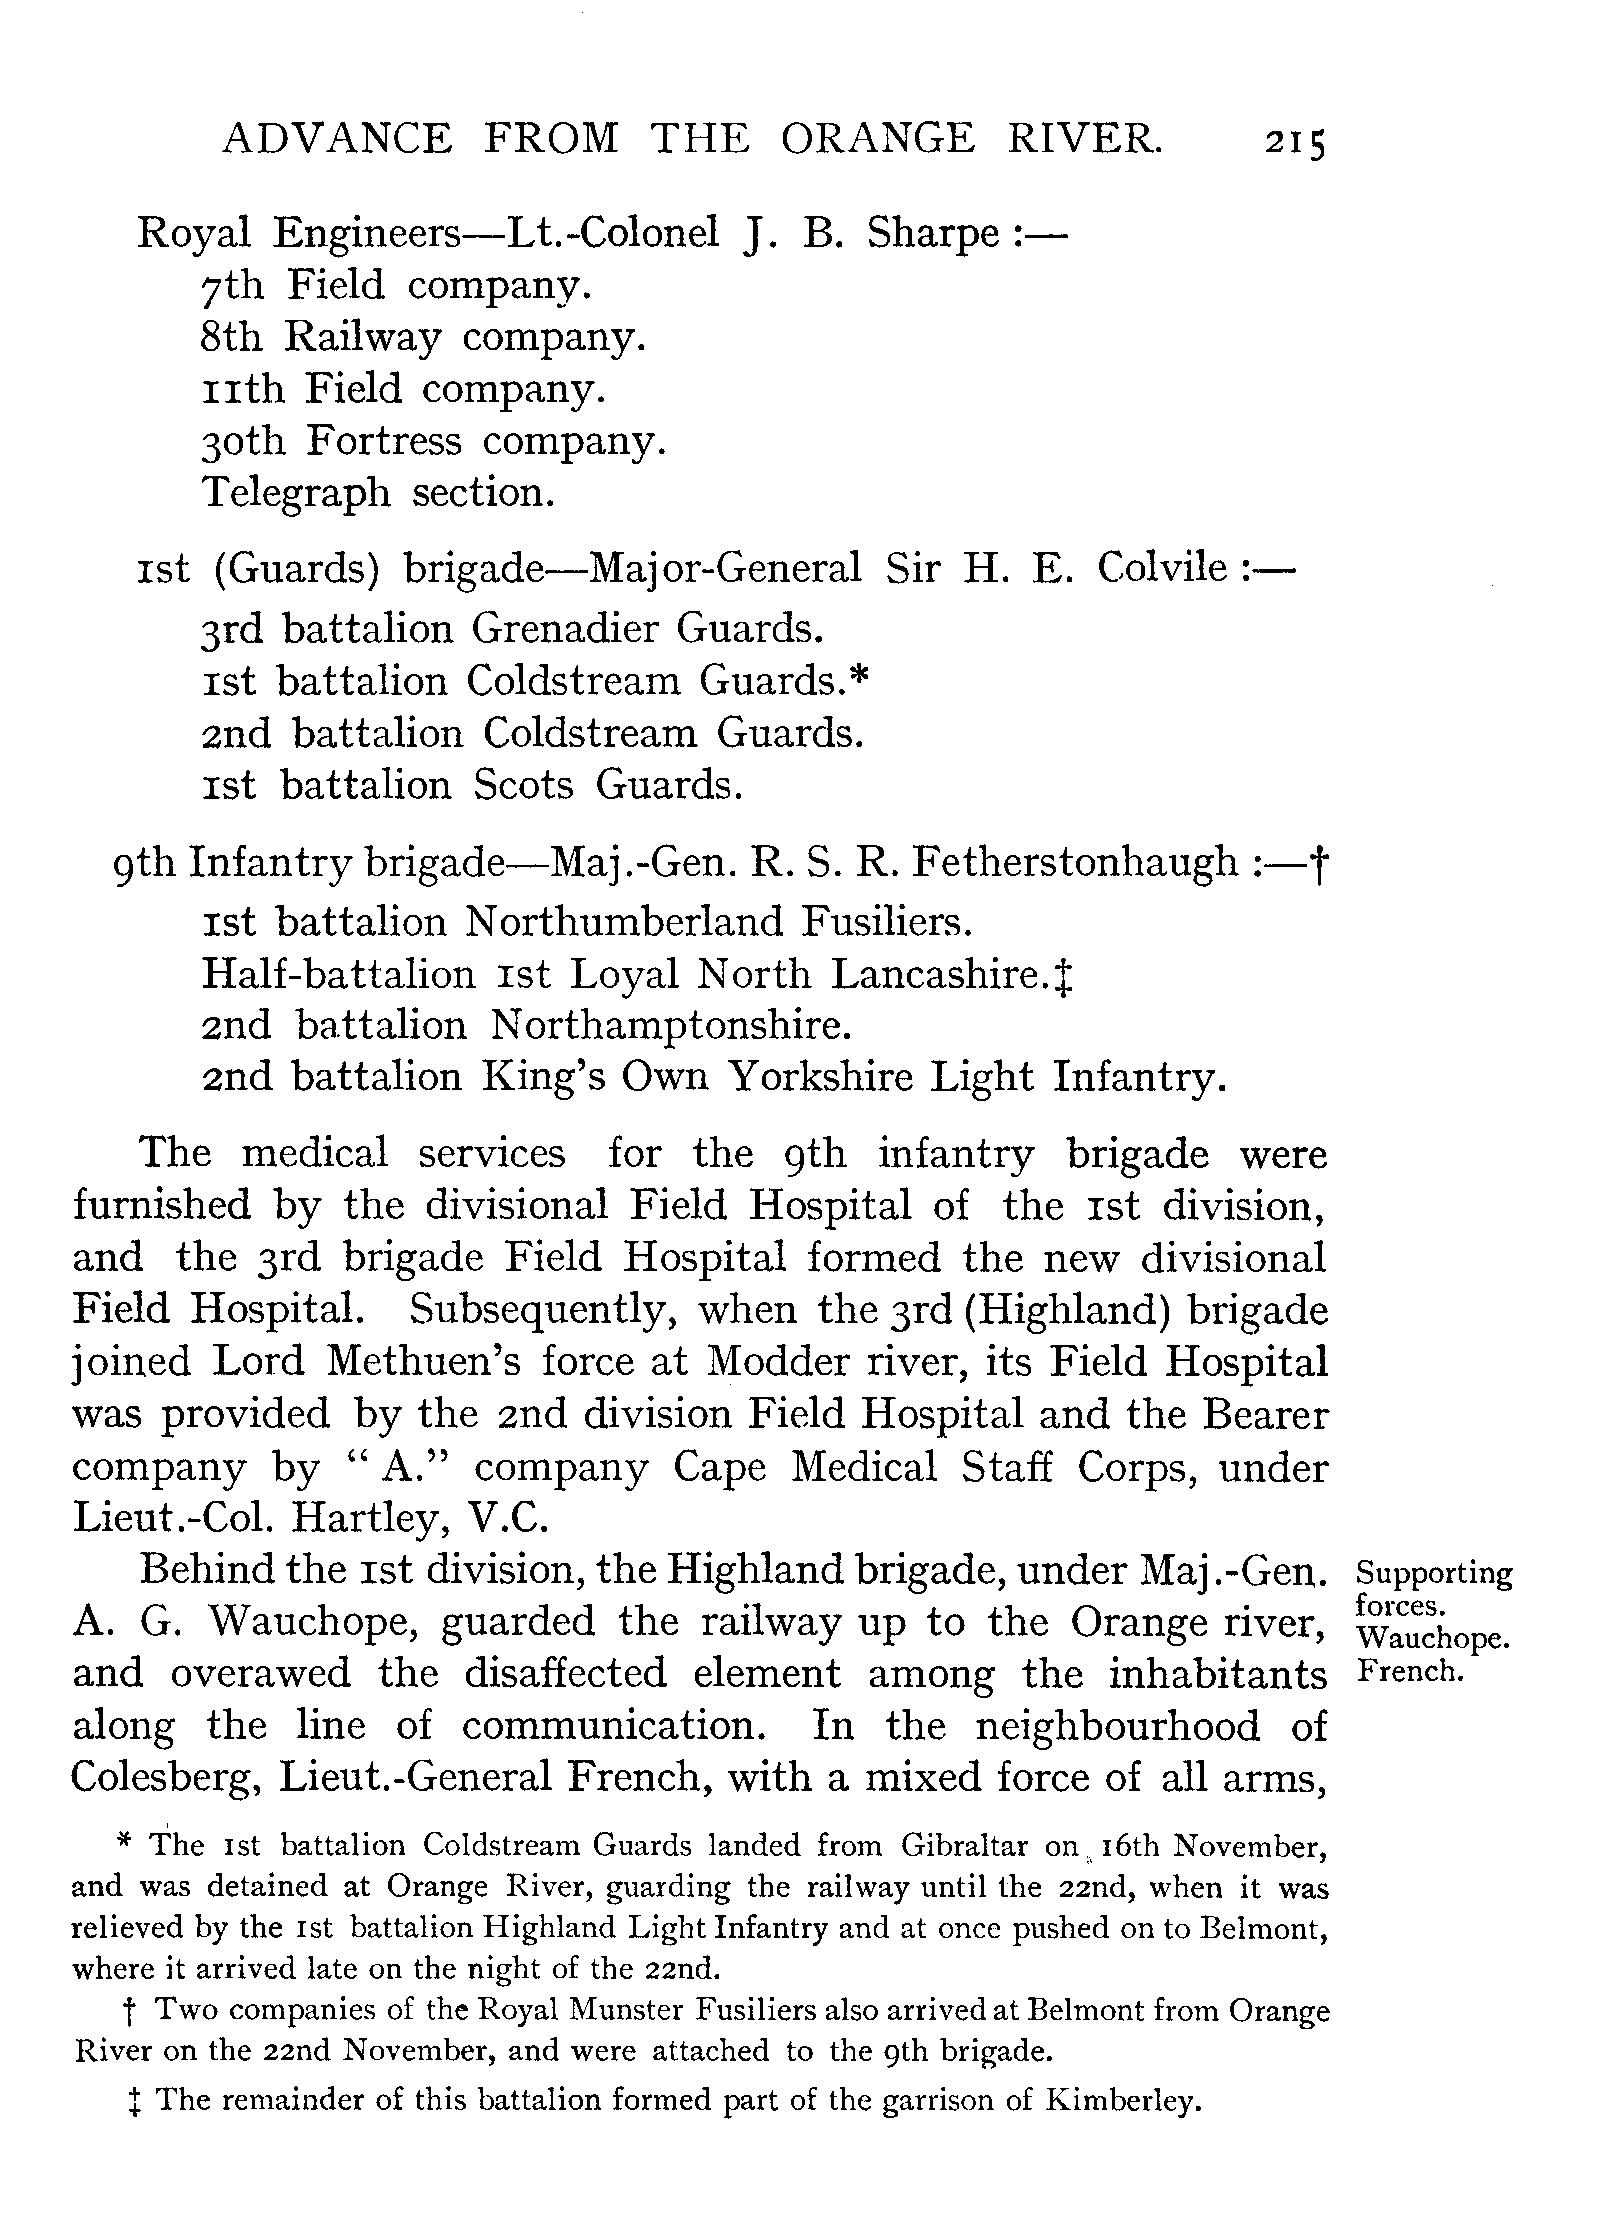 ADVANCE FROM THE ORANGE RIVER. 215
Royal Engineers—Lt.-Colonel J. B. Sharpe :—
7th Field company.
8th Railway company.
11th Field company.
30th Fortress company.
Telegraph section.
1st (Guards) brigade—Major-General Sir H. E. Colvile :—
3rd battalion Grenadier Guards.
1st battalion Coldstream Guards.*
2nd battalion Coldstream Guards.
1st battalion Scots Guards.
9th Infantry brigade—Maj.-Gen. R. S. R. Fetherstonhaugh :—†
1st battalion Northumberland Fusiliers.
Half-battalion 1st Loyal North Lancashire.‡
2nd battalion Northamptonshire.
2nd battalion King's Own Yorkshire Light Infantry.
The medical services for the 9th infantry brigade were
furnished by the divisional Field Hospital of the 1st division,
and the 3rd brigade Field Hospital formed the new divisional
Field Hospital. Subsequently, when the 3rd (Highland) brigade
joined Lord Methuen's force at Modder river, its Field Hospital
was provided by the 2nd division Field Hospital and the Bearer
company by "A." company Cape Medical Staff Corps, under
Lieut.-Col. Hartley, V.C.
Behind the 1st division, the Highland brigade, under Maj.-Gen.
A. G. Wauchope, guarded the railway up to the Orange river,
and overawed the disaffected element among the inhabitants
along the line of communication. In the neighbourhood of
Colesberg, Lieut.-General French, with a mixed force of all arms,
Supporting
forces.
Wauchope.
French.
* The 1st battalion Coldstream Guards landed from Gibraltar on 16th November,
and was detained at Orange River, guarding the railway until the 22nd, when it was
relieved by the 1st battalion Highland Light Infantry and at once pushed on to Belmont,
where it arrived late on the night of the 22nd.
† Two companies of the Royal Munster Fusiliers also arrived at Belmont from Orange
River on the 22nd November, and were attached to the 9th brigade.
‡ The remainder of this battalion formed part of the garrison of Kimberley.